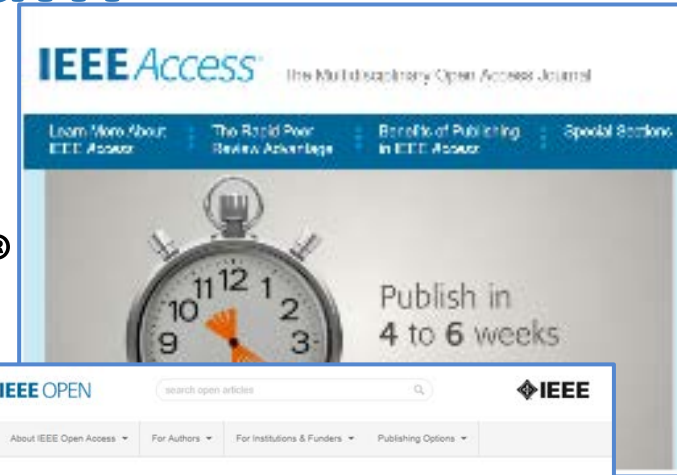 IEEE Access
The Multidisciplinary Open Access Journal
Learn More About IEEE Access
The Rapid Peer Review Advantage
Benefits of Publishing in IEEE Access
Special Sections
®
11 12 1
10 2
9 3
Publish in
4 to 6 weeks
IEEE OPEN
search open articles
IEEE
About IEEE Open Access
For Authors
For Institutions & Funders
Publishing Options